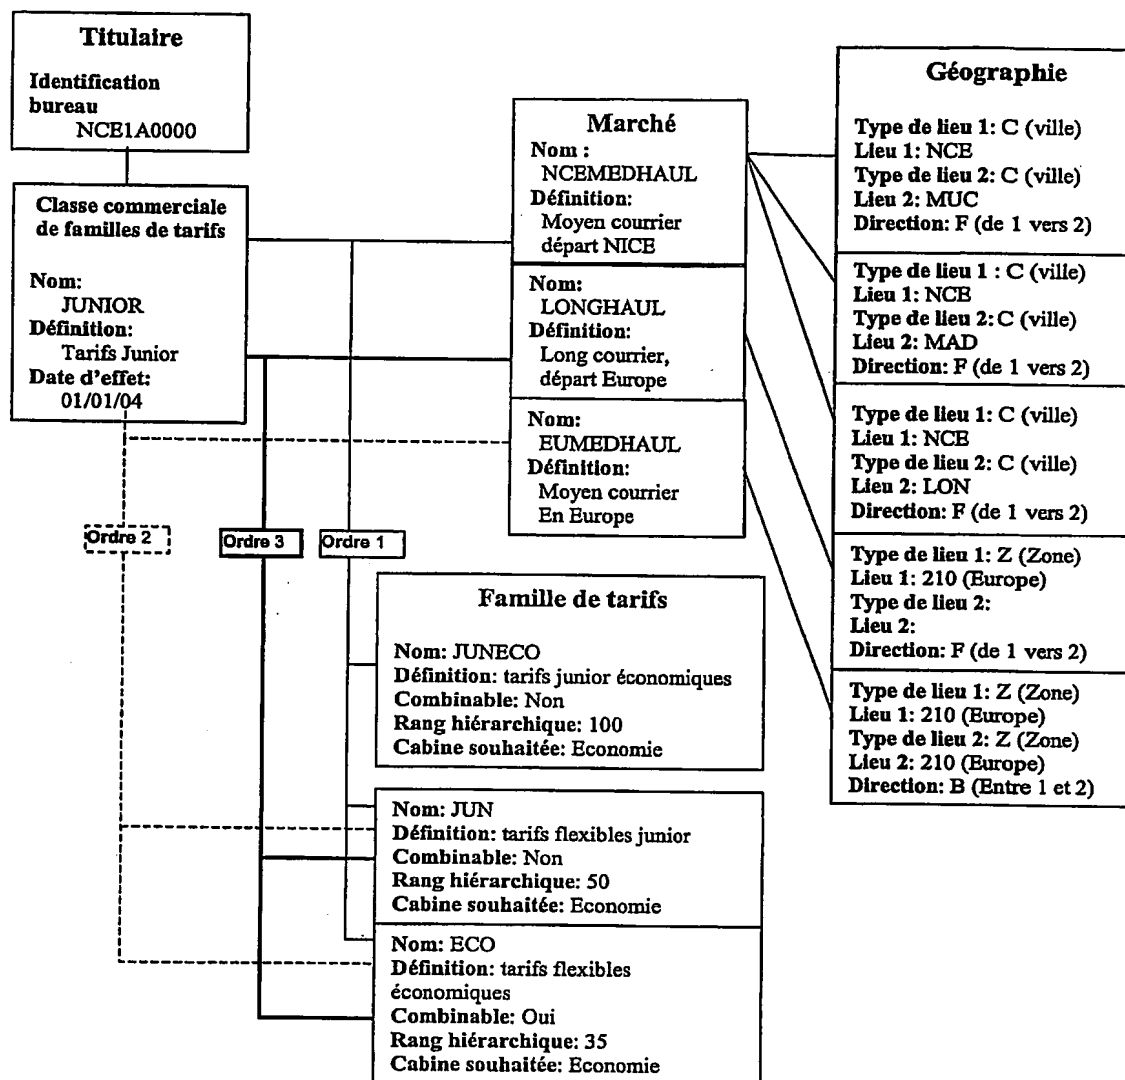 Titulaire
Identification
bureau
NCE1A0000
Classe commerciale
de familles de tarifs
Nom:
JUNIOR
Définition:
Tarifs Junior
Date d'effet:
01/01/04
Marché
Nom :
NCEMEDHAUL
Définition:
Moyen courrier
départ NICE
Nom:
LONGHAUL
Définition:
Long courrier,
départ Europe
Nom:
EUMEDHAUL
Définition:
Moyen courrier
En Europe
Géographie
Type de lieu 1: C (ville)
Lieu 1: NCE
Type de lieu 2: C (ville)
Lieu 2: MUC
Direction: F (de 1 vers 2)
Type de lieu 1 : C (ville)
Lieu 1: NCE
Type de lieu 2: C (ville)
Lieu 2: MAD
Direction: F (de 1 vers 2)
Type de lieu 1: C (ville)
Lieu 1: NCE
Type de lieu 2: C (ville)
Lieu 2: LON
Direction: F (de 1 vers 2)
Type de lieu 1: Z (Zone)
Lieu 1: 210 (Europe)
Type de lieu 2:
Lieu 2:
Direction: F (de 1 vers 2)
Type de lieu 1: Z (Zone)
Lieu 1: 210 (Europe)
Type de lieu 2: Z (Zone)
Lieu 2: 210 (Europe)
Direction: B (Entre 1 et 2)
Ordre 2
Ordre 3
Ordre 1
Famille de tarifs
Nom: JUNECO
Définition: tarifs junior économiques
Combinable: Non
Rang hiérarchique: 100
Cabine souhaitée: Economie
Nom: JUN
Définition: tarifs flexibles junior
Combinable: Non
Rang hiérarchique: 50
Cabine souhaitée: Economie
Nom: ECO
Définition: tarifs flexibles
économiques
Combinable: Oui
Rang hiérarchique: 35
Cabine souhaitée: Economie